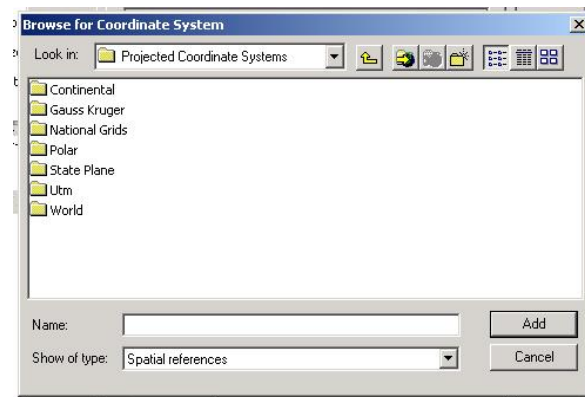 Browse for Coordinate System
Look in: Projected Coordinate Systems
Continental
Gauss Kruger
National Grids
Polar
State Plane
Utm
World
Name: Add
Show of type: Spatial references Cancel